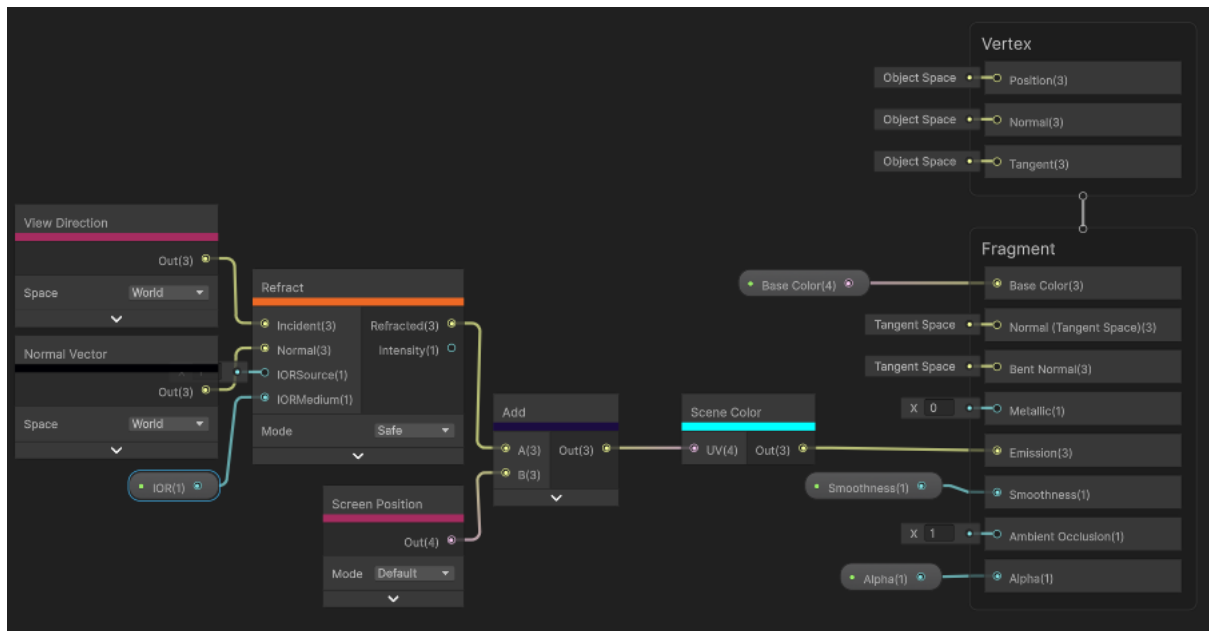 Vertex
Object Space
Position(3)
Object Space
Normal(3)
Object Space
Tangent(3)
View Direction
Out(3)
Space World
Normal Vector
Out(3)
Space World
IOR(1)
Refract
Incident(3) Refracted(3)
Normal(3) Intensity(1)
IORSource(1)
IORMedium(1)
Mode Safe
Screen Position
Out(4)
Mode Default
Add
A(3) Out(3)
B(3)
Scene Color
UV(4) Out(3)
Fragment
Base Color(4)
Base Color(3)
Tangent Space
Normal (Tangent Space)(3)
Tangent Space
Bent Normal(3)
X 0
Metallic(1)
Emission(3)
Smoothness(1)
Smoothness(1)
X 1
Ambient Occlusion(1)
Alpha(1)
Alpha(1)